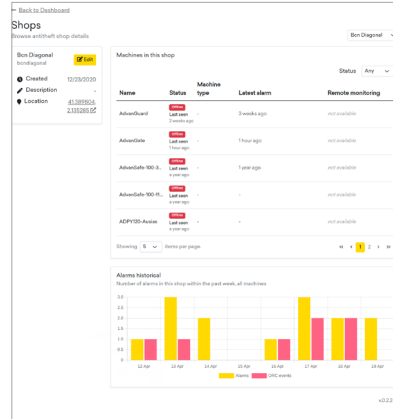 ← Back to Dashboard
Shops
Browse antitheft shop details
Bcn Diagonal
Bcn Diagonal
bcndiagonal
Edit
Created 12/23/2020
Description -
Location 41.389804,
2.135265
Machines in this shop
Status Any
Name Status Machine type Latest alarm Remote monitoring
AdvanGuard Offline - 3 weeks ago not available
Last seen
2 weeks ago
AdvanGate Offline - 1 hour ago not available
Last seen
1 hour ago
AdvanSafe-100-3... Offline - 1 year ago not available
Last seen
a year ago
Offline - - not available
Last seen
a year ago
ADPY120-Ausias Offline - - not available
Last seen
a year ago
Showing 5 items per page
« ‹ 1 2 › »
Alarms historical
Number of alarms in this shop within the past week, all machines
3.0
2.5
2.0
1.5
1.0
0.5
0
12 Apr 13 Apr 14 Apr 15 Apr 16 Apr 17 Apr 18 Apr 19 Apr
Alarms ORC events